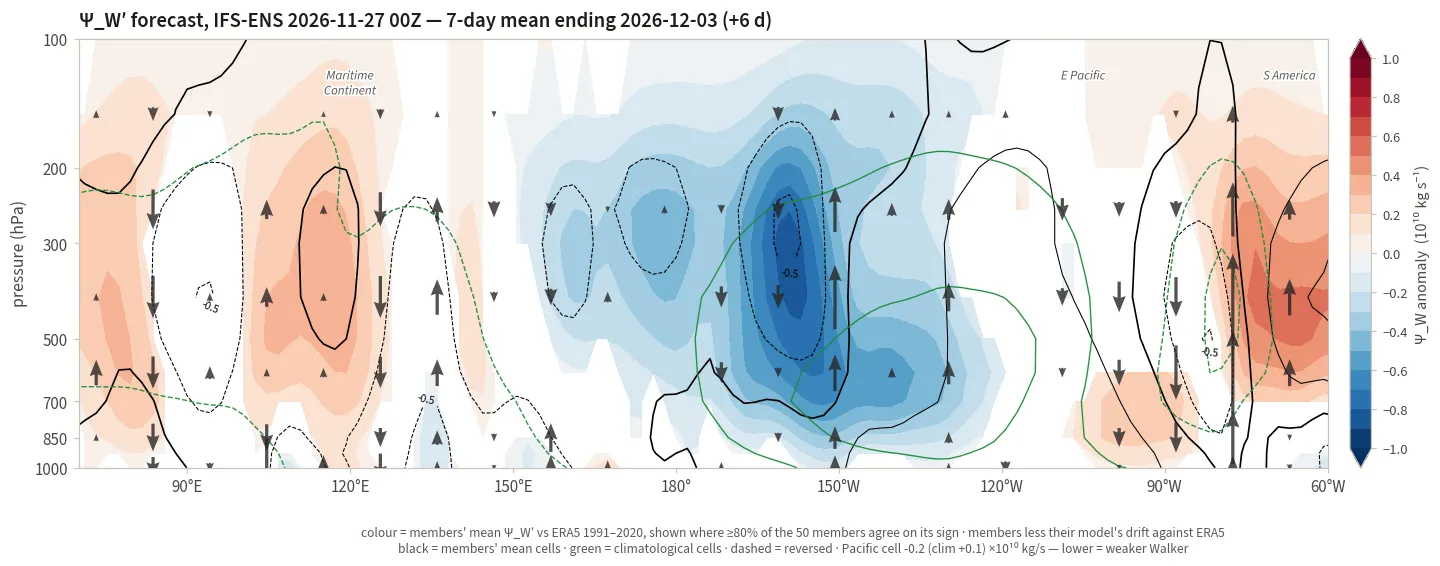 Ψ_W′ forecast, IFS-ENS 2026-11-27 00Z — 7-day mean ending 2026-12-03 (+6 d)
100
200
300
400
500
700
850
1000
pressure (hPa)
Maritime
Continent
E Pacific
S America
-0.5
-0.5
-0.5
-0.5
90°E
120°E
150°E
180°
150°W
120°W
90°W
60°W
1.0
0.8
0.6
0.4
0.2
0.0
−0.2
−0.4
−0.6
−0.8
−1.0
Ψ_W anomaly (10¹⁰ kg s⁻¹)
colour = members' mean Ψ_W′ vs ERA5 1991–2020, shown where ≥80% of the 50 members agree on its sign · members less their model's drift against ERA5
black = members' mean cells · green = climatological cells · dashed = reversed · Pacific cell -0.2 (clim +0.1) ×10¹⁰ kg/s — lower = weaker Walker